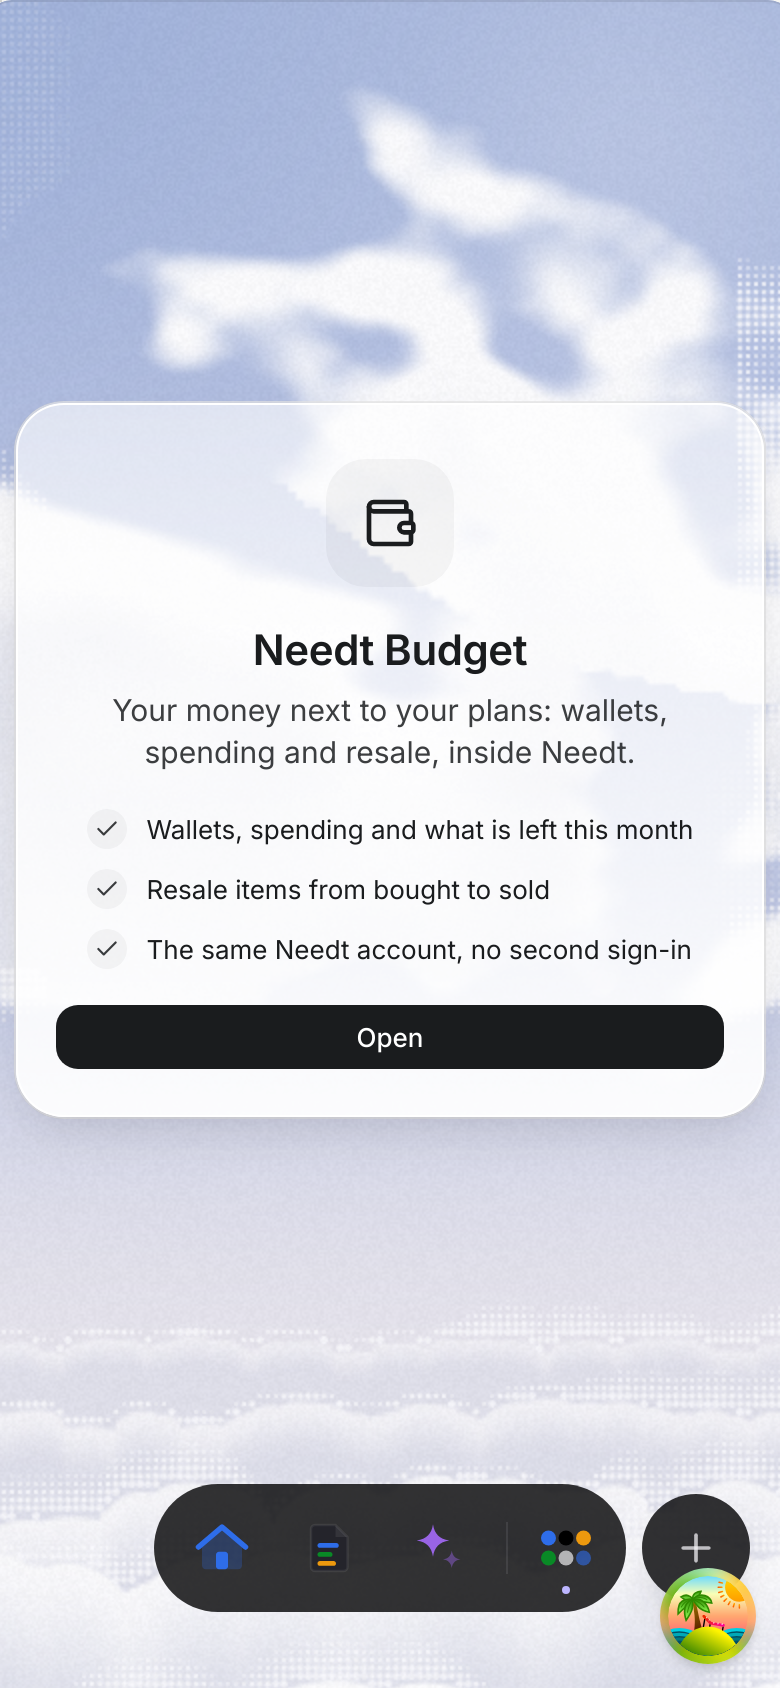 Needt Budget
Your money next to your plans: wallets,
spending and resale, inside Needt.
Wallets, spending and what is left this month
Resale items from bought to sold
The same Needt account, no second sign-in
Open